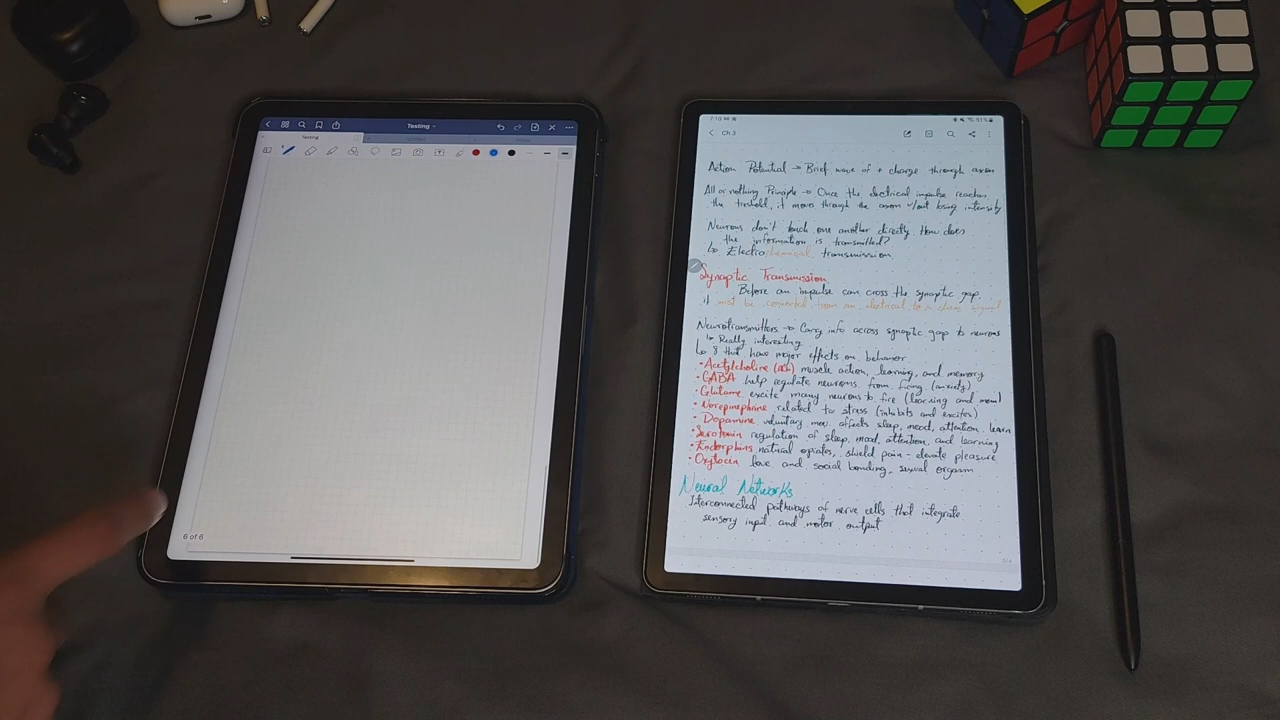 Testing
Testing
6 of 6
7:10
91%
Ch 3
Action Potential → Brief wave of + charge through axon
All or nothing Principle → Once the electrical impulse reaches
the treshold, it moves through the axon w/out losing intensity
Neurons don't touch one another directly. How does
the information is transmitted?
↳ Electrochemical transmission
Synaptic Transmission
Before an impulse can cross the synaptic gap,
it must be converted from an electrical to a chem signal
Neurotransmitters → Carry info across synaptic gap to neurons
↳ Really interesting
↳ 8 that have major effects on behavior
• Acetylcholine (ach) muscle action, learning, and memory
• GABA help regulate neurons from firing (anxiety)
• Glutame excite many neurons to fire (learning and mem)
• Norepinephrine related to stress (inhibits and excites)
• Dopamine voluntary mov affects sleep, mood, attention, learn
• Serotonin regulation of sleep, mood, attention, and learning
• Endorphins natural opiates, shield pain - elevate pleasure
• Oxytocin love and social bonding, sexual orgasm
Neural Networks
Interconnected pathways of nerve cells that integrate
sensory input and motor output